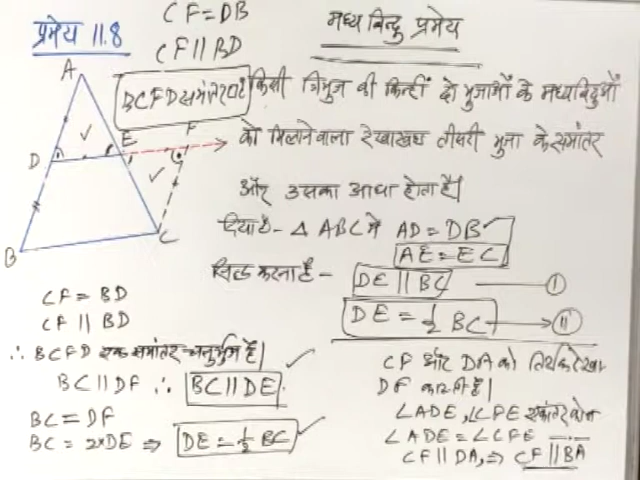 CF = DB
प्रमेय 11.8
मध्य बिन्दु प्रमेय
CF || BD
A
BCFD समांतर च०
किसी त्रिभुज की किन्हीं दो भुजाओं के मध्यबिंदुओं
D
E
F
को मिलाने वाला रेखाखण्ड तीसरी भुजा के समांतर
और उसका आधा होता है।
B
C
दिया है - △ ABC में AD = DB
AE = EC
सिद्ध करना है - DE || BC I
DE = ½ BC II
CF = BD
CF || BD
∴ BCFD एक समांतर चतुर्भुज है।
BC || DF ∴ BC || DE
BC = DF
BC = 2×DE ⇒ DE = ½ BC
CF और DA को तिर्यक रेखा
DF काटती है।
∠ADE, ∠CFE एकांतर कोण
∠ADE = ∠CFE
CF || DA, ⇒ CF || BA